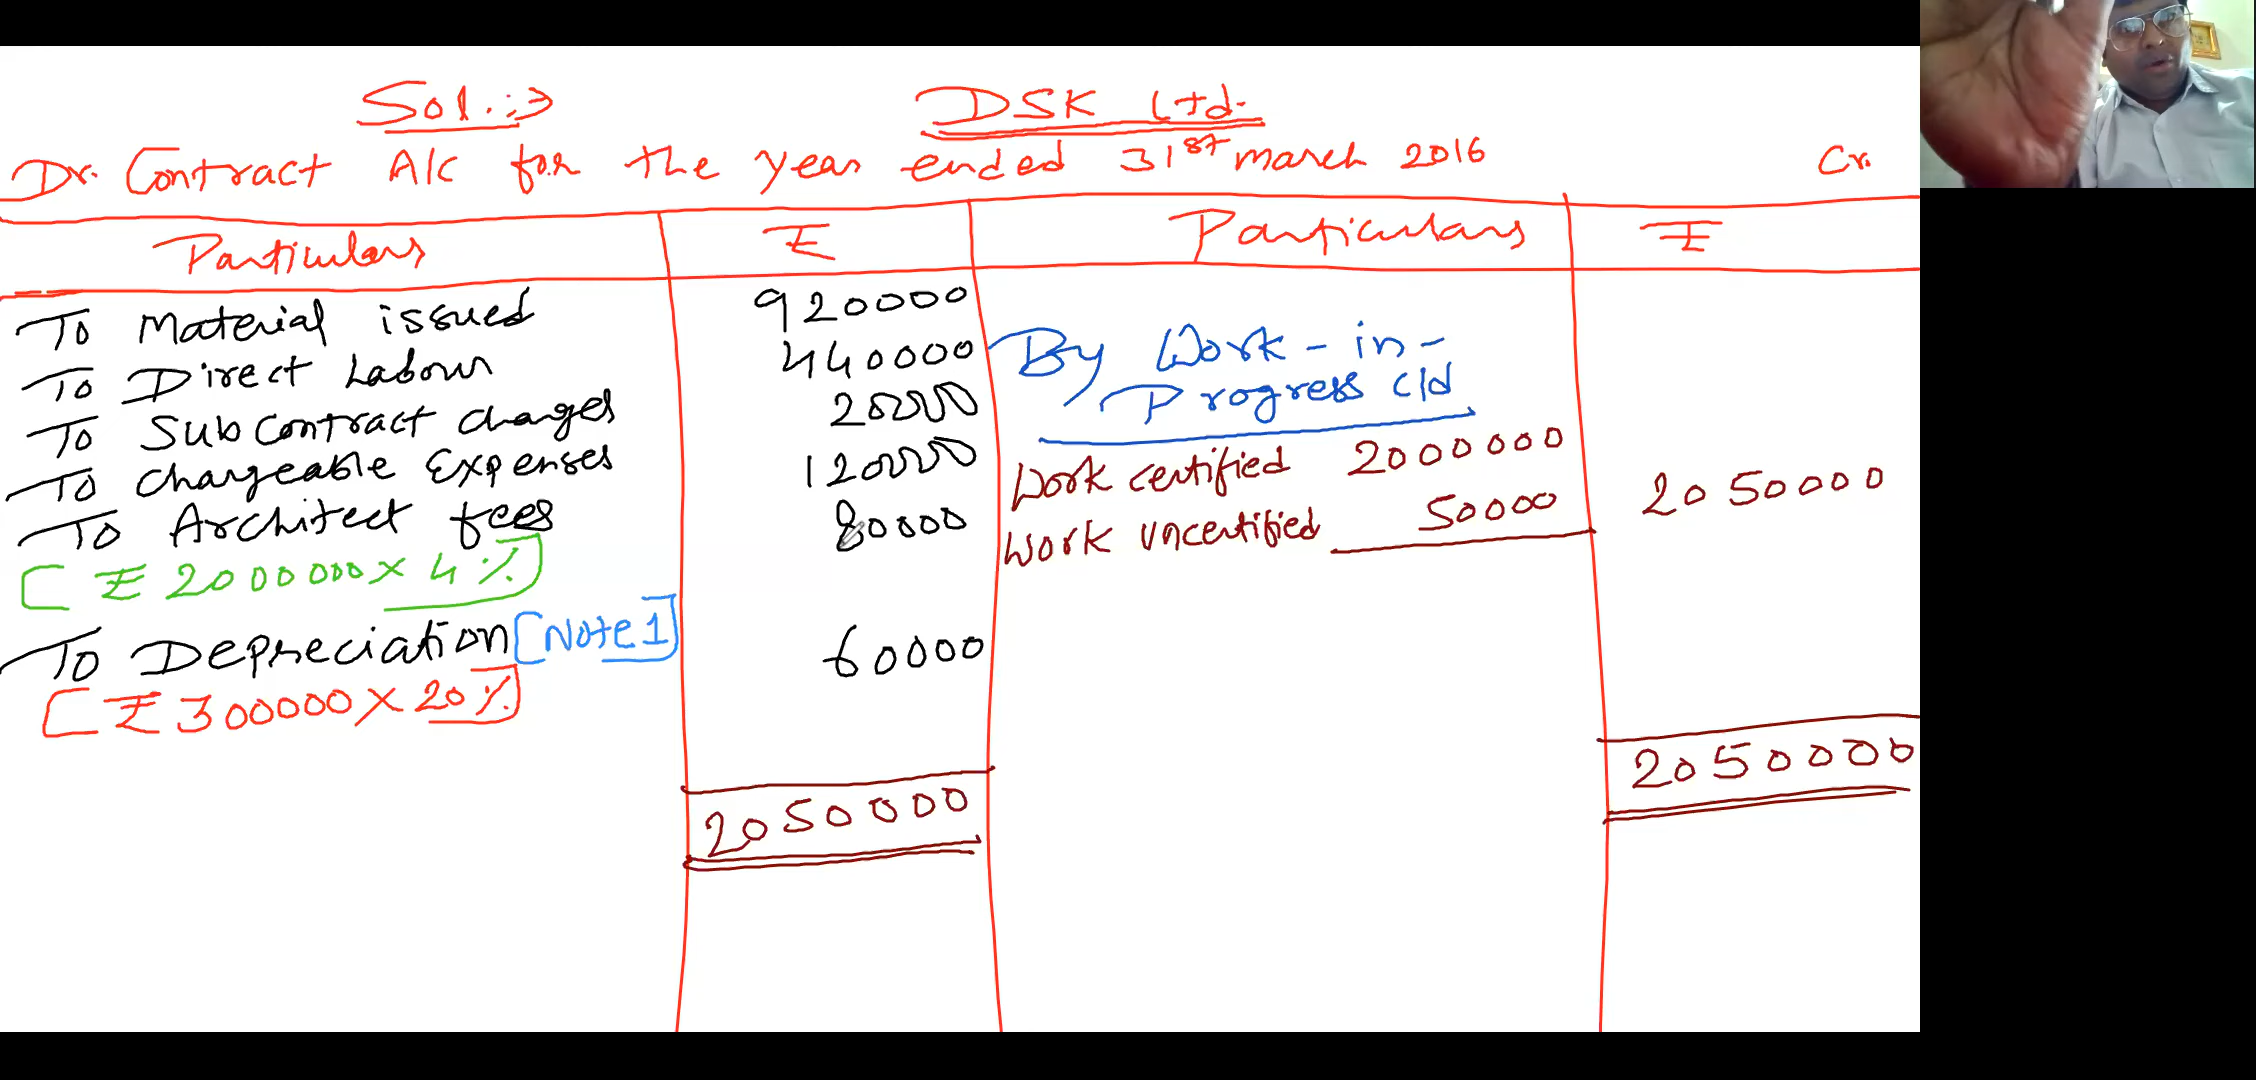 Sol.:→ DSK Ltd.
Dr. Contract A/C for the year ended 31st march 2016 Cr.
Particulars ₹ Particulars ₹
To Material issued 920000
To Direct Labour 440000
By Work-in-
Progress c/d
To Subcontract charges 20000
To chargeable Expenses 120000
Work certified 2000000
To Architect fees 80000
Work uncertified 50000 2050000
[₹ 2000000 x 4%]
To Depreciation [Note 1] 60000
[₹ 300000 x 20%]
2050000 2050000